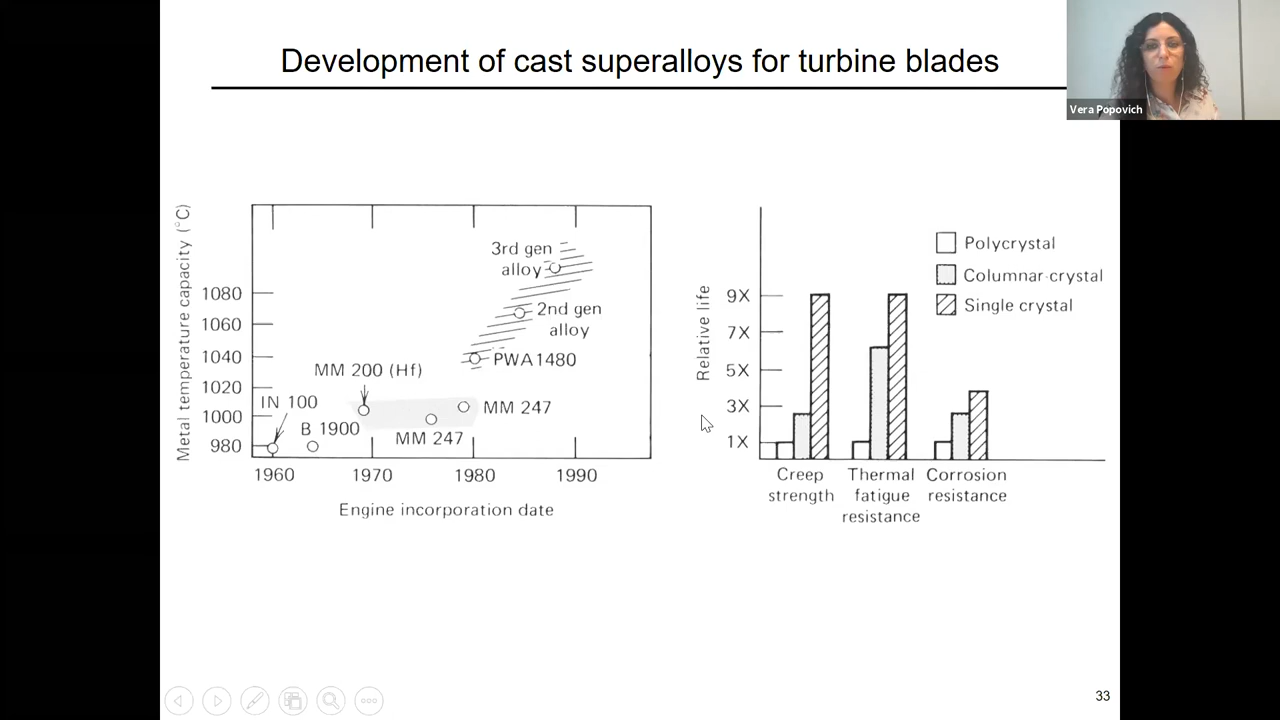 Development of cast superalloys for turbine blades
Vera Popovich
Metal temperature capacity (°C)
1080
1060
1040
1020
1000
980
1960
1970
1980
1990
Engine incorporation date
3rd gen
alloy
2nd gen
alloy
PWA1480
MM 200 (Hf)
IN 100
B 1900
MM 247
MM 247
Relative life
9X
7X
5X
3X
1X
Polycrystal
Columnar-crystal
Single crystal
Creep
strength
Thermal
fatigue
resistance
Corrosion
resistance
33